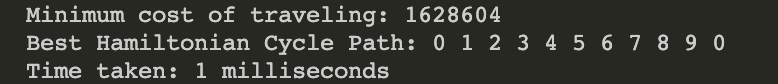 Minimum cost of traveling: 1628604
Best Hamiltonian Cycle Path: 0 1 2 3 4 5 6 7 8 9 0
Time taken: 1 milliseconds